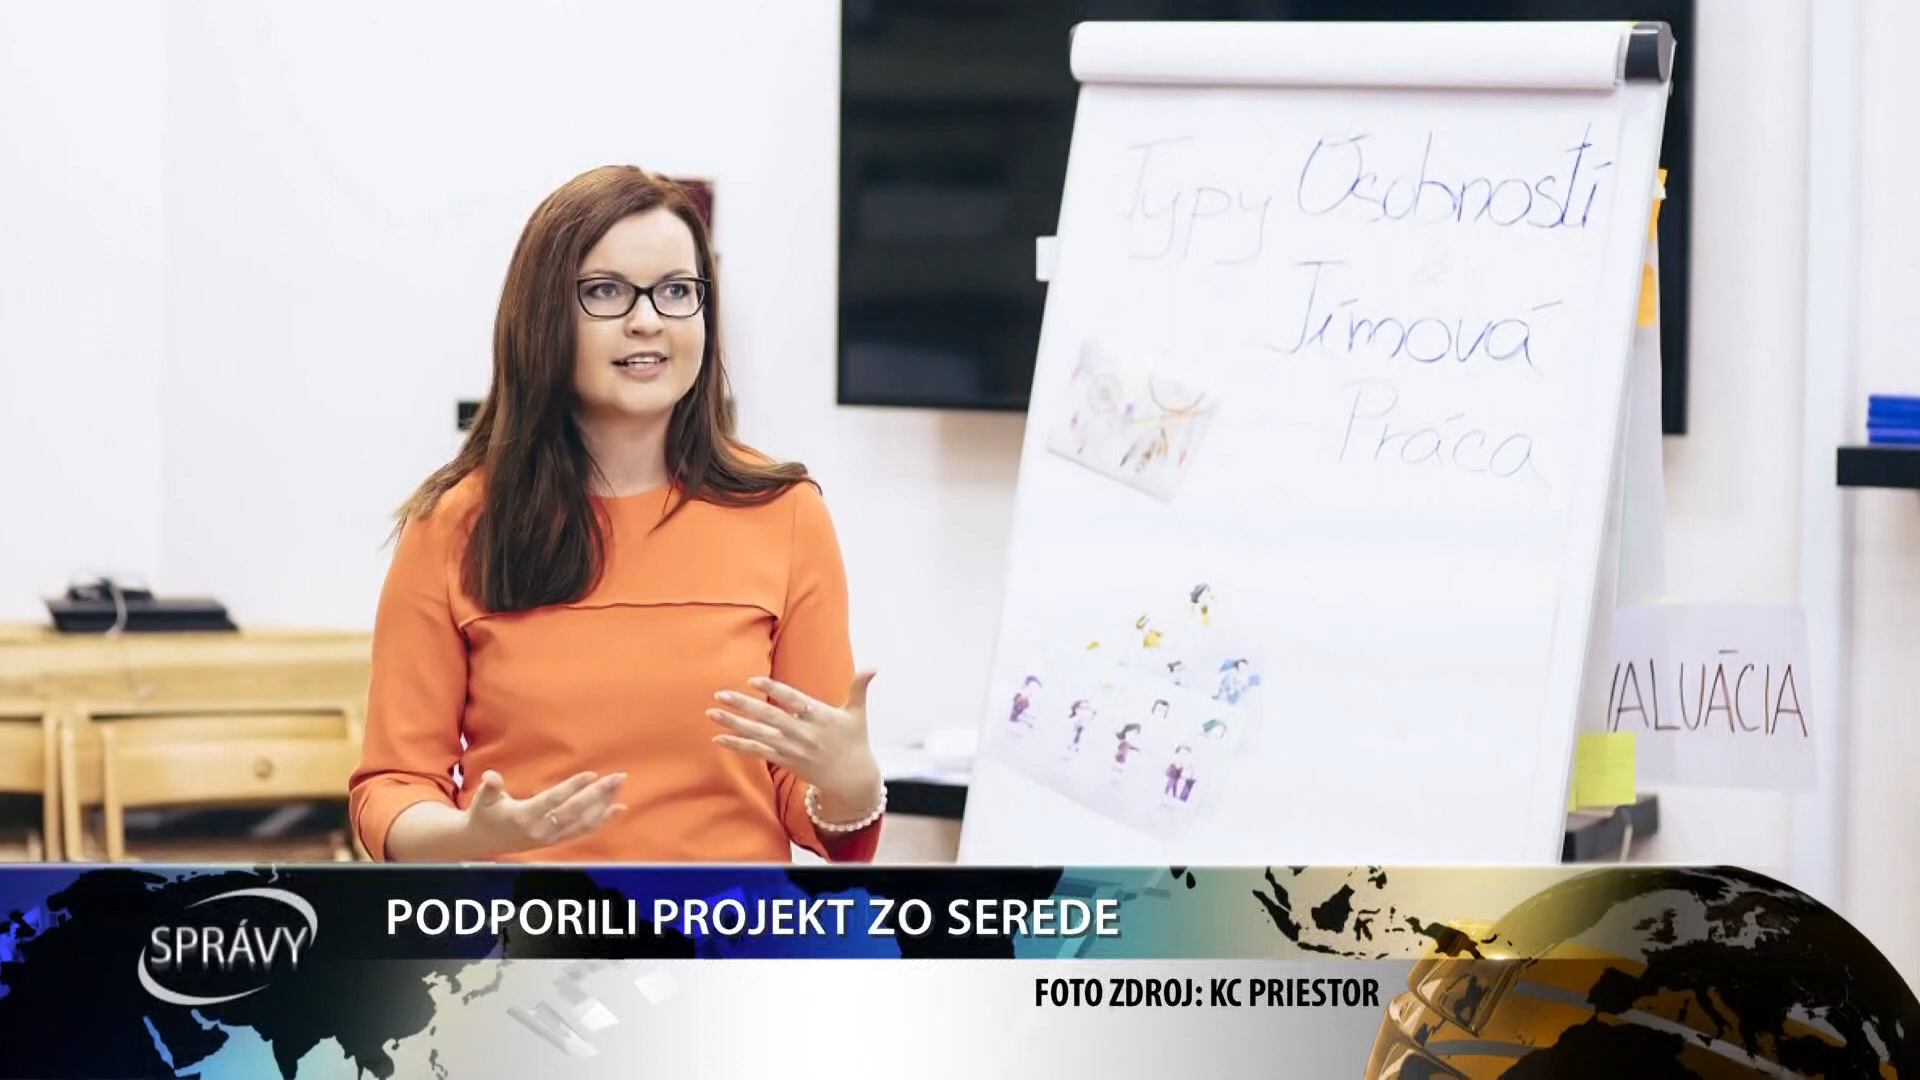 Typy Osobností
&
Tímová
Práca
VALUÁCIA
SPRÁVY
PODPORILI PROJEKT ZO SEREDE
FOTO ZDROJ: KC PRIESTOR